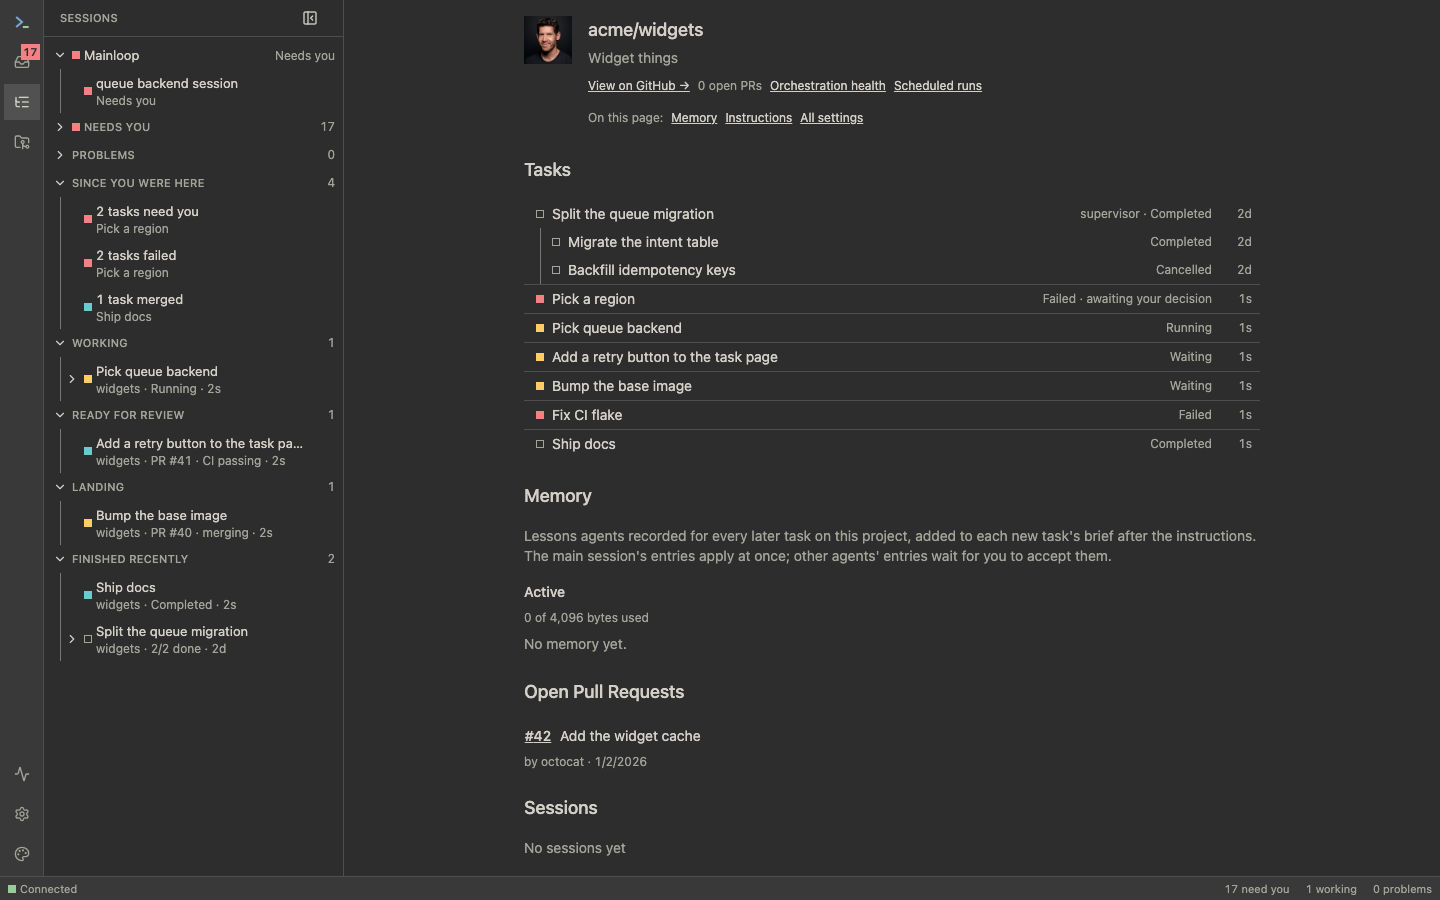 SESSIONS
17
Mainloop Needs you
queue backend session
Needs you
NEEDS YOU 17
PROBLEMS 0
SINCE YOU WERE HERE 4
2 tasks need you
Pick a region
2 tasks failed
Pick a region
1 task merged
Ship docs
WORKING 1
Pick queue backend
widgets · Running · 2s
READY FOR REVIEW 1
Add a retry button to the task pa...
widgets · PR #41 · CI passing · 2s
LANDING 1
Bump the base image
widgets · PR #40 · merging · 2s
FINISHED RECENTLY 2
Ship docs
widgets · Completed · 2s
Split the queue migration
widgets · 2/2 done · 2d
acme/widgets
Widget things
View on GitHub → 0 open PRs Orchestration health Scheduled runs
On this page: Memory Instructions All settings
Tasks
Split the queue migration supervisor · Completed 2d
Migrate the intent table Completed 2d
Backfill idempotency keys Cancelled 2d
Pick a region Failed · awaiting your decision 1s
Pick queue backend Running 1s
Add a retry button to the task page Waiting 1s
Bump the base image Waiting 1s
Fix CI flake Failed 1s
Ship docs Completed 1s
Memory
Lessons agents recorded for every later task on this project, added to each new task's brief after the instructions.
The main session's entries apply at once; other agents' entries wait for you to accept them.
Active
0 of 4,096 bytes used
No memory yet.
Open Pull Requests
#42 Add the widget cache
by octocat · 1/2/2026
Sessions
No sessions yet
Connected 17 need you 1 working 0 problems